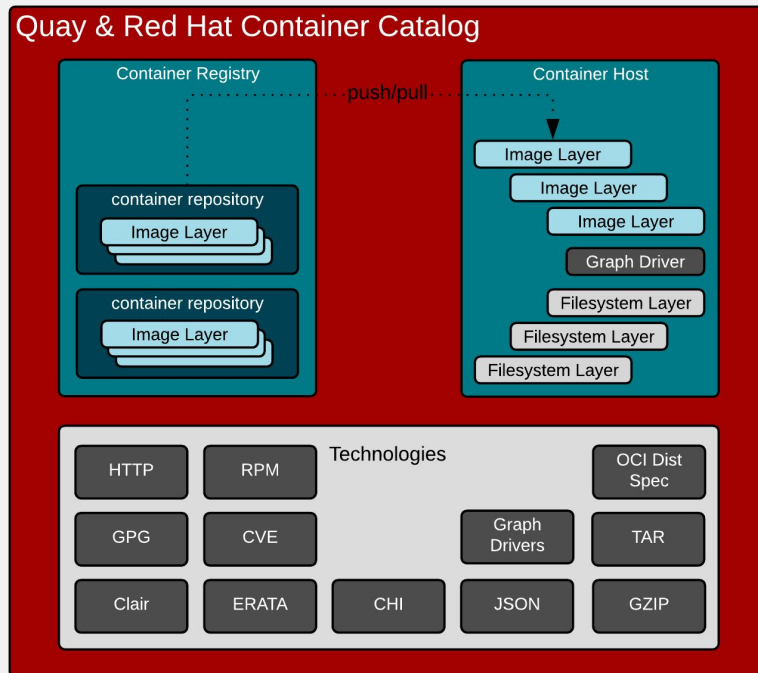 Quay & Red Hat Container Catalog
Container Registry
Container Host
push/pull
Image Layer
Image Layer
Image Layer
Graph Driver
Filesystem Layer
Filesystem Layer
Filesystem Layer
container repository
Image Layer
container repository
Image Layer
Technologies
HTTP
RPM
OCI Dist
Spec
GPG
CVE
Graph
Drivers
TAR
Clair
ERATA
CHI
JSON
GZIP